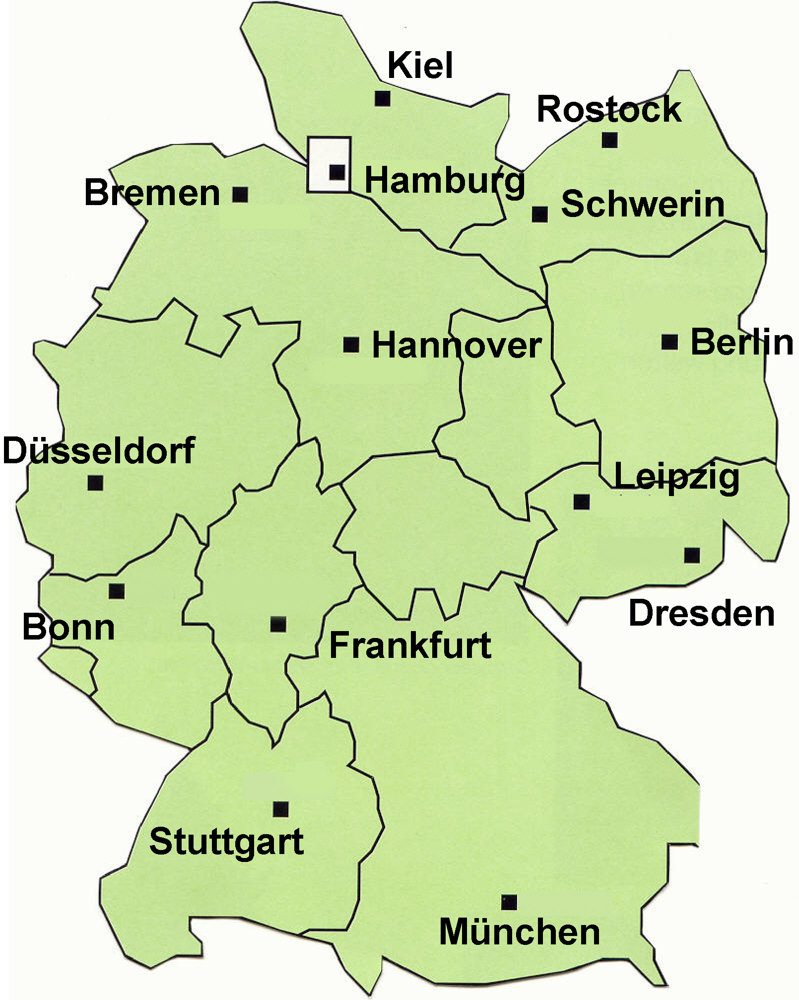 Kiel
Rostock
Hamburg
Bremen
Schwerin
Hannover
Berlin
Düsseldorf
Leipzig
Dresden
Bonn
Frankfurt
Stuttgart
München